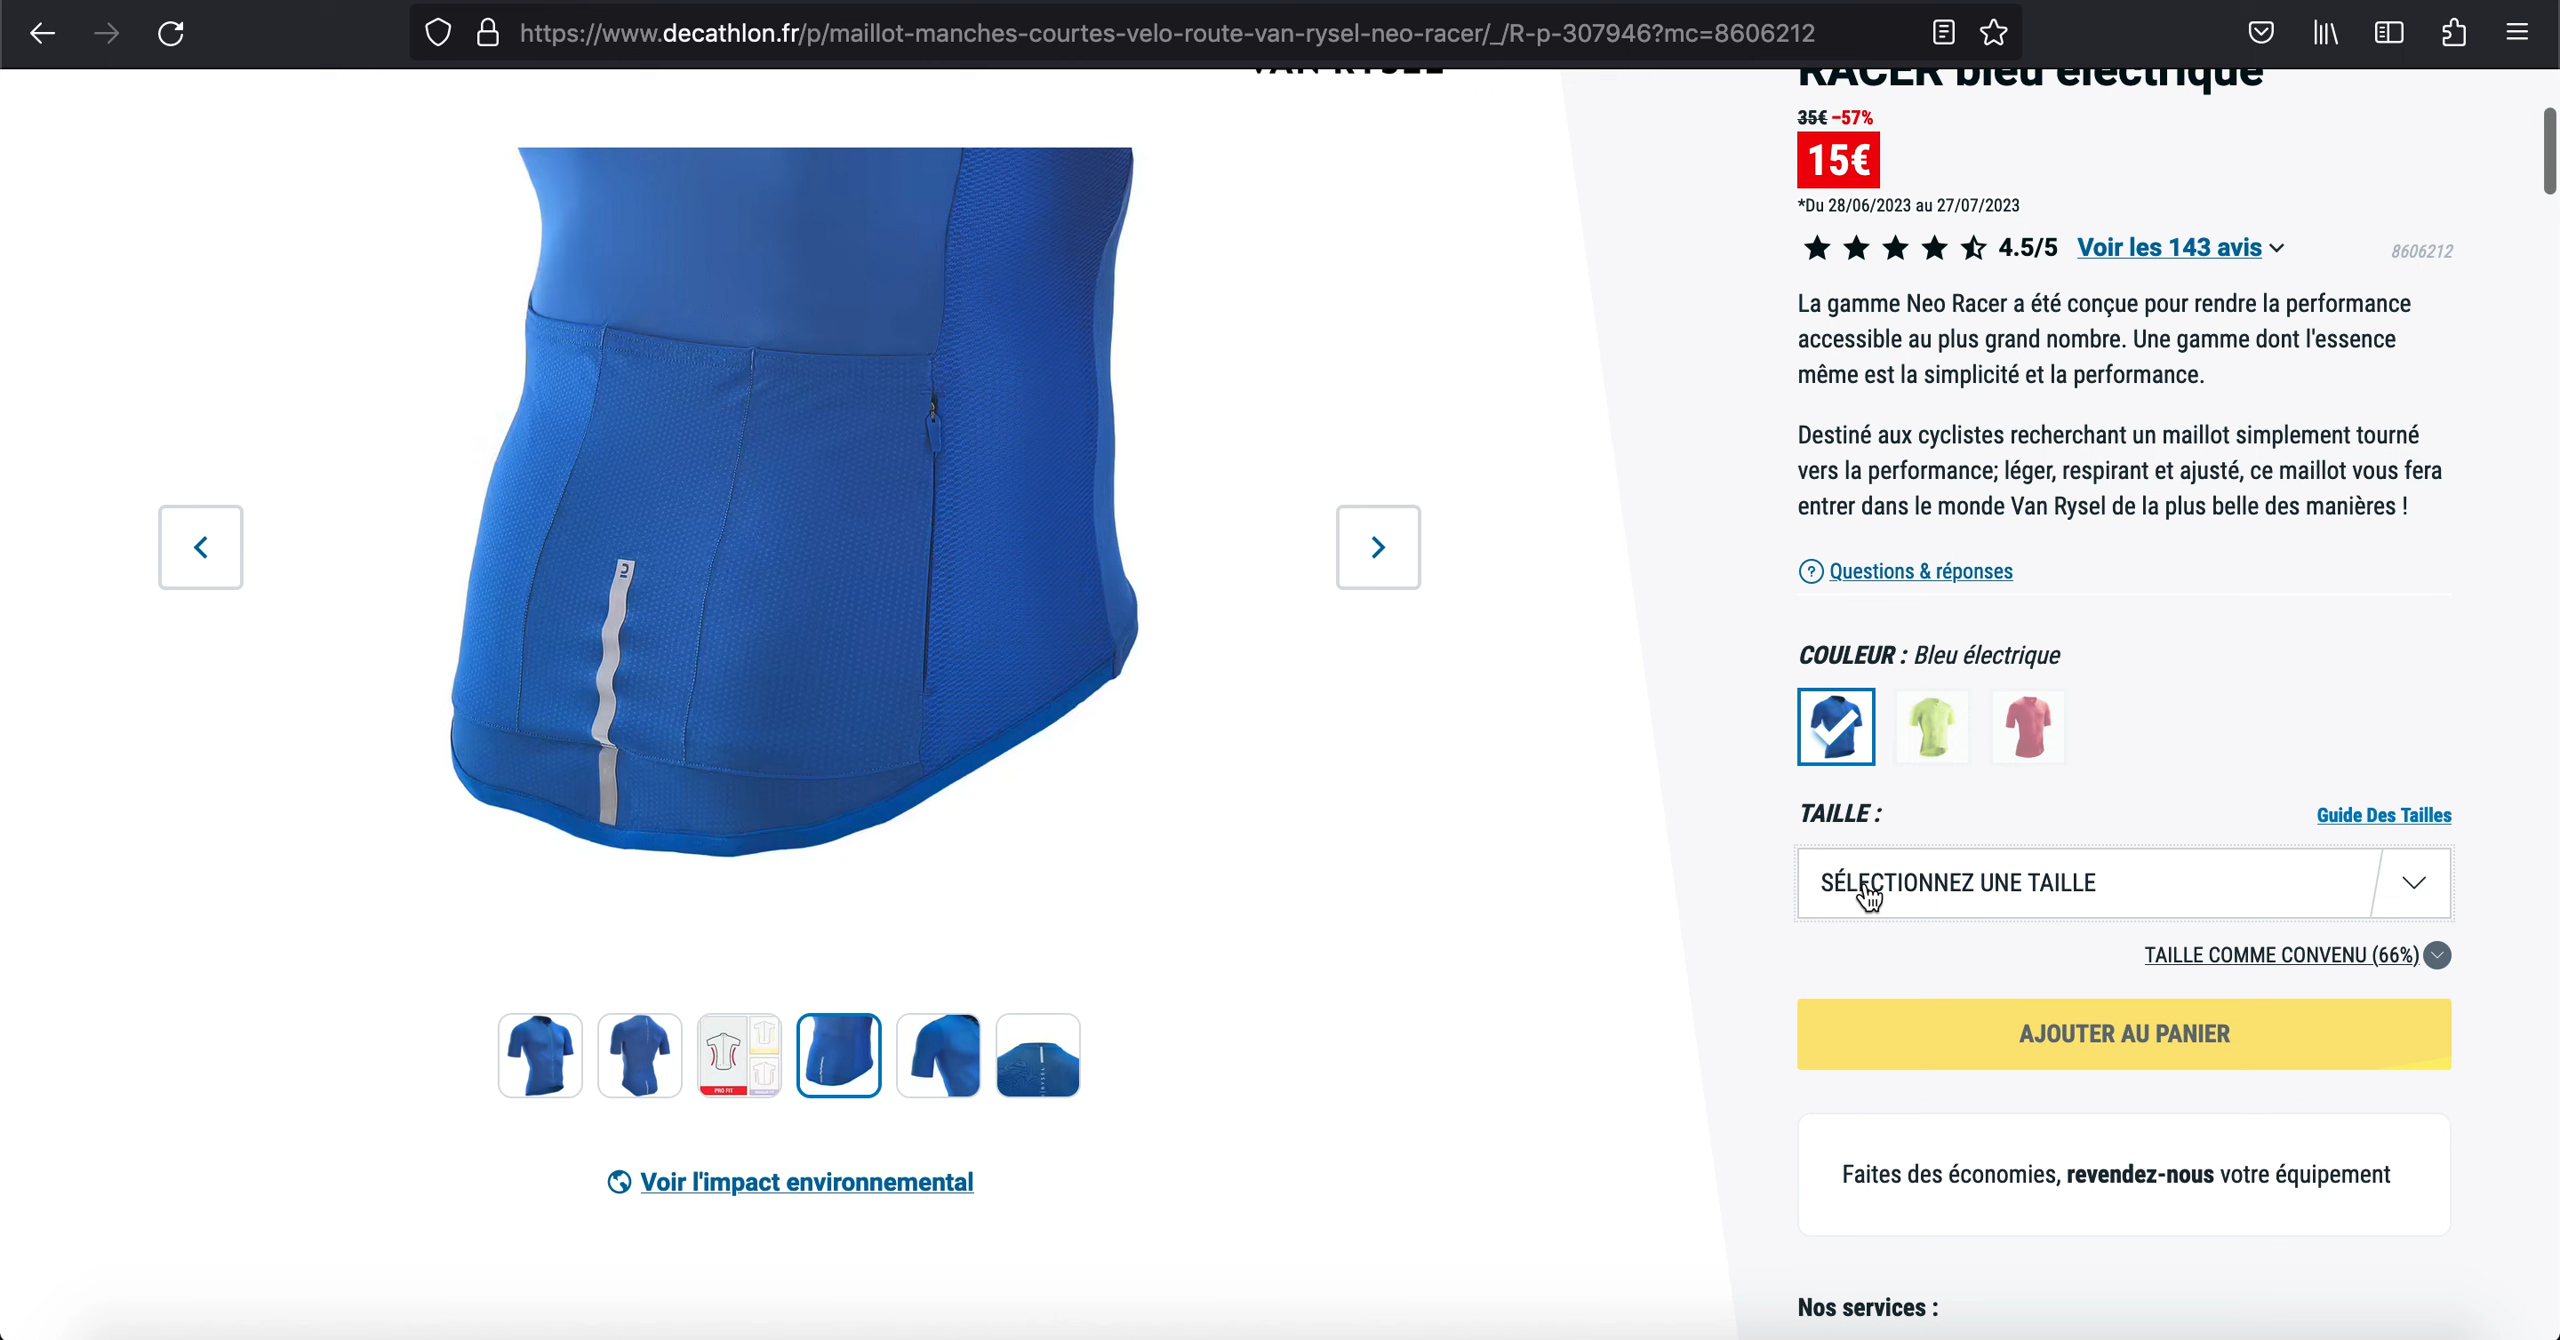 https://www.decathlon.fr/p/maillot-manches-courtes-velo-route-van-rysel-neo-racer/_/R-p-307946?mc=8606212
VAN RYSEL
RACER bleu électrique
35€ -57%
15€
*Du 28/06/2023 au 27/07/2023
4.5/5 Voir les 143 avis
8606212
La gamme Neo Racer a été conçue pour rendre la performance
accessible au plus grand nombre. Une gamme dont l'essence
même est la simplicité et la performance.
Destiné aux cyclistes recherchant un maillot simplement tourné
vers la performance; léger, respirant et ajusté, ce maillot vous fera
entrer dans le monde Van Rysel de la plus belle des manières !
? Questions & réponses
COULEUR : Bleu électrique
TAILLE :
Guide Des Tailles
SÉLECTIONNEZ UNE TAILLE
TAILLE COMME CONVENU (66%)
AJOUTER AU PANIER
PRO FIT
Voir l'impact environnemental
Faites des économies, revendez-nous votre équipement
Nos services :